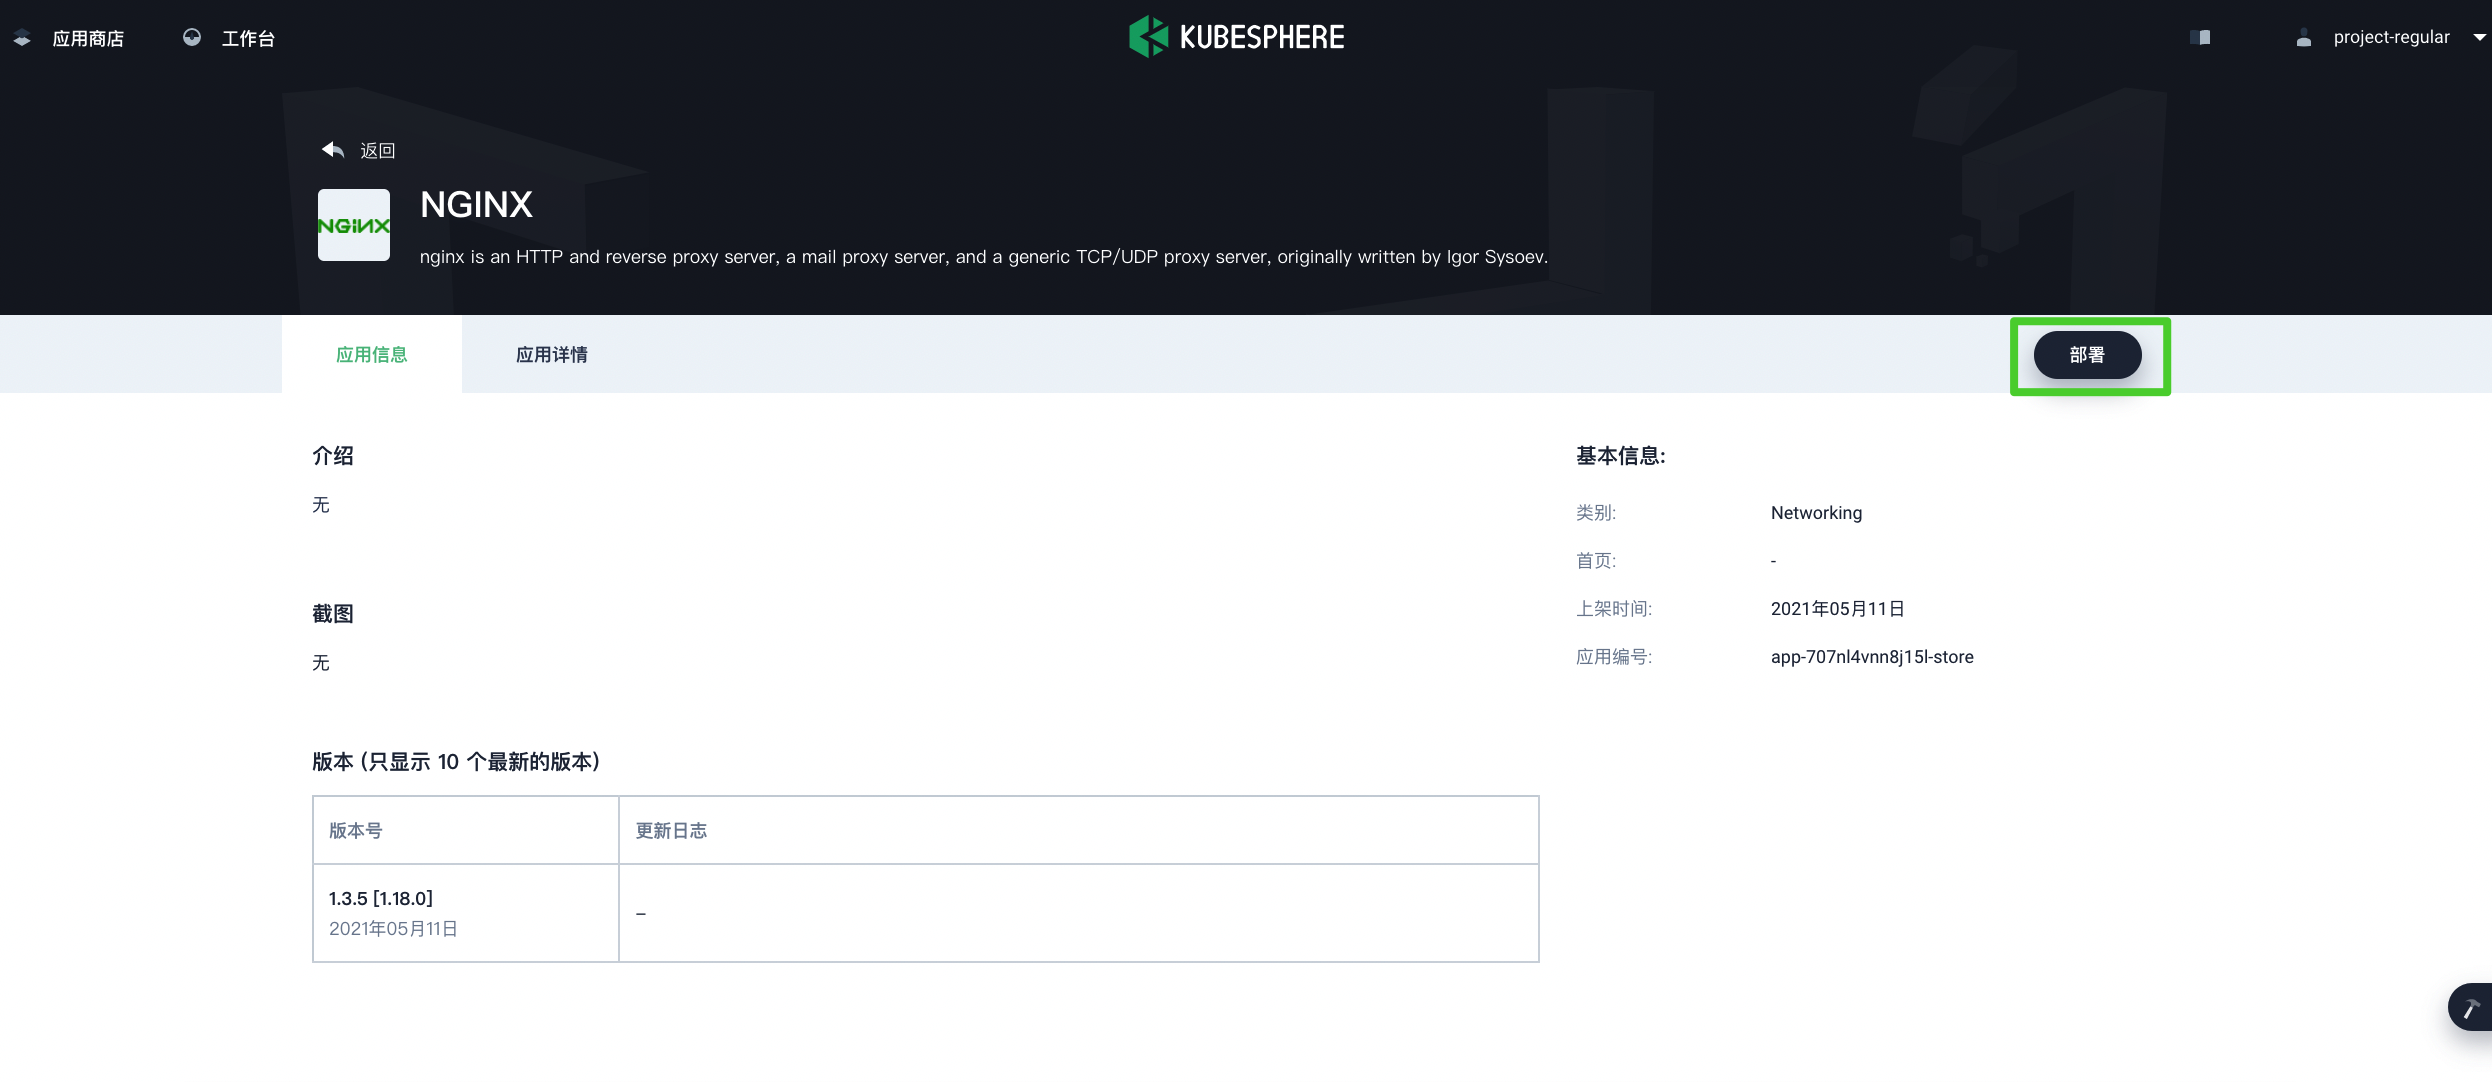 应用商店
工作台
KUBESPHERE
project-regular
返回
NGINX
NGINX
nginx is an HTTP and reverse proxy server, a mail proxy server, and a generic TCP/UDP proxy server, originally written by Igor Sysoev.
应用信息
应用详情
部署
介绍
无
截图
无
版本 (只显示 10 个最新的版本)
版本号
更新日志
1.3.5 [1.18.0]
2021年05月11日
–
基本信息:
类别:
Networking
首页:
-
上架时间:
2021年05月11日
应用编号:
app-707nl4vnn8j15l-store